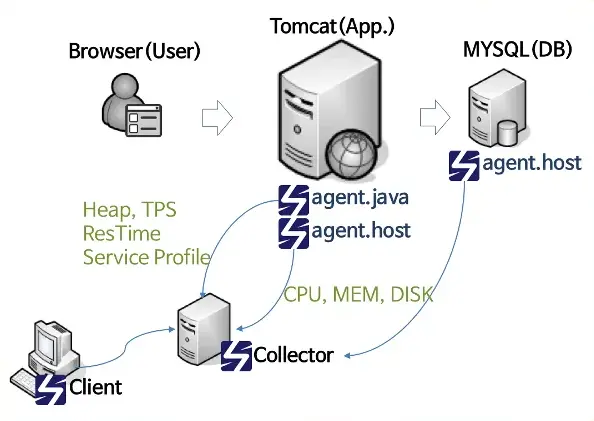 Tomcat(App.)
Browser(User)
MYSQL(DB)
agent.host
agent.java
agent.host
Heap, TPS
ResTime
Service Profile
CPU, MEM, DISK
Collector
Client